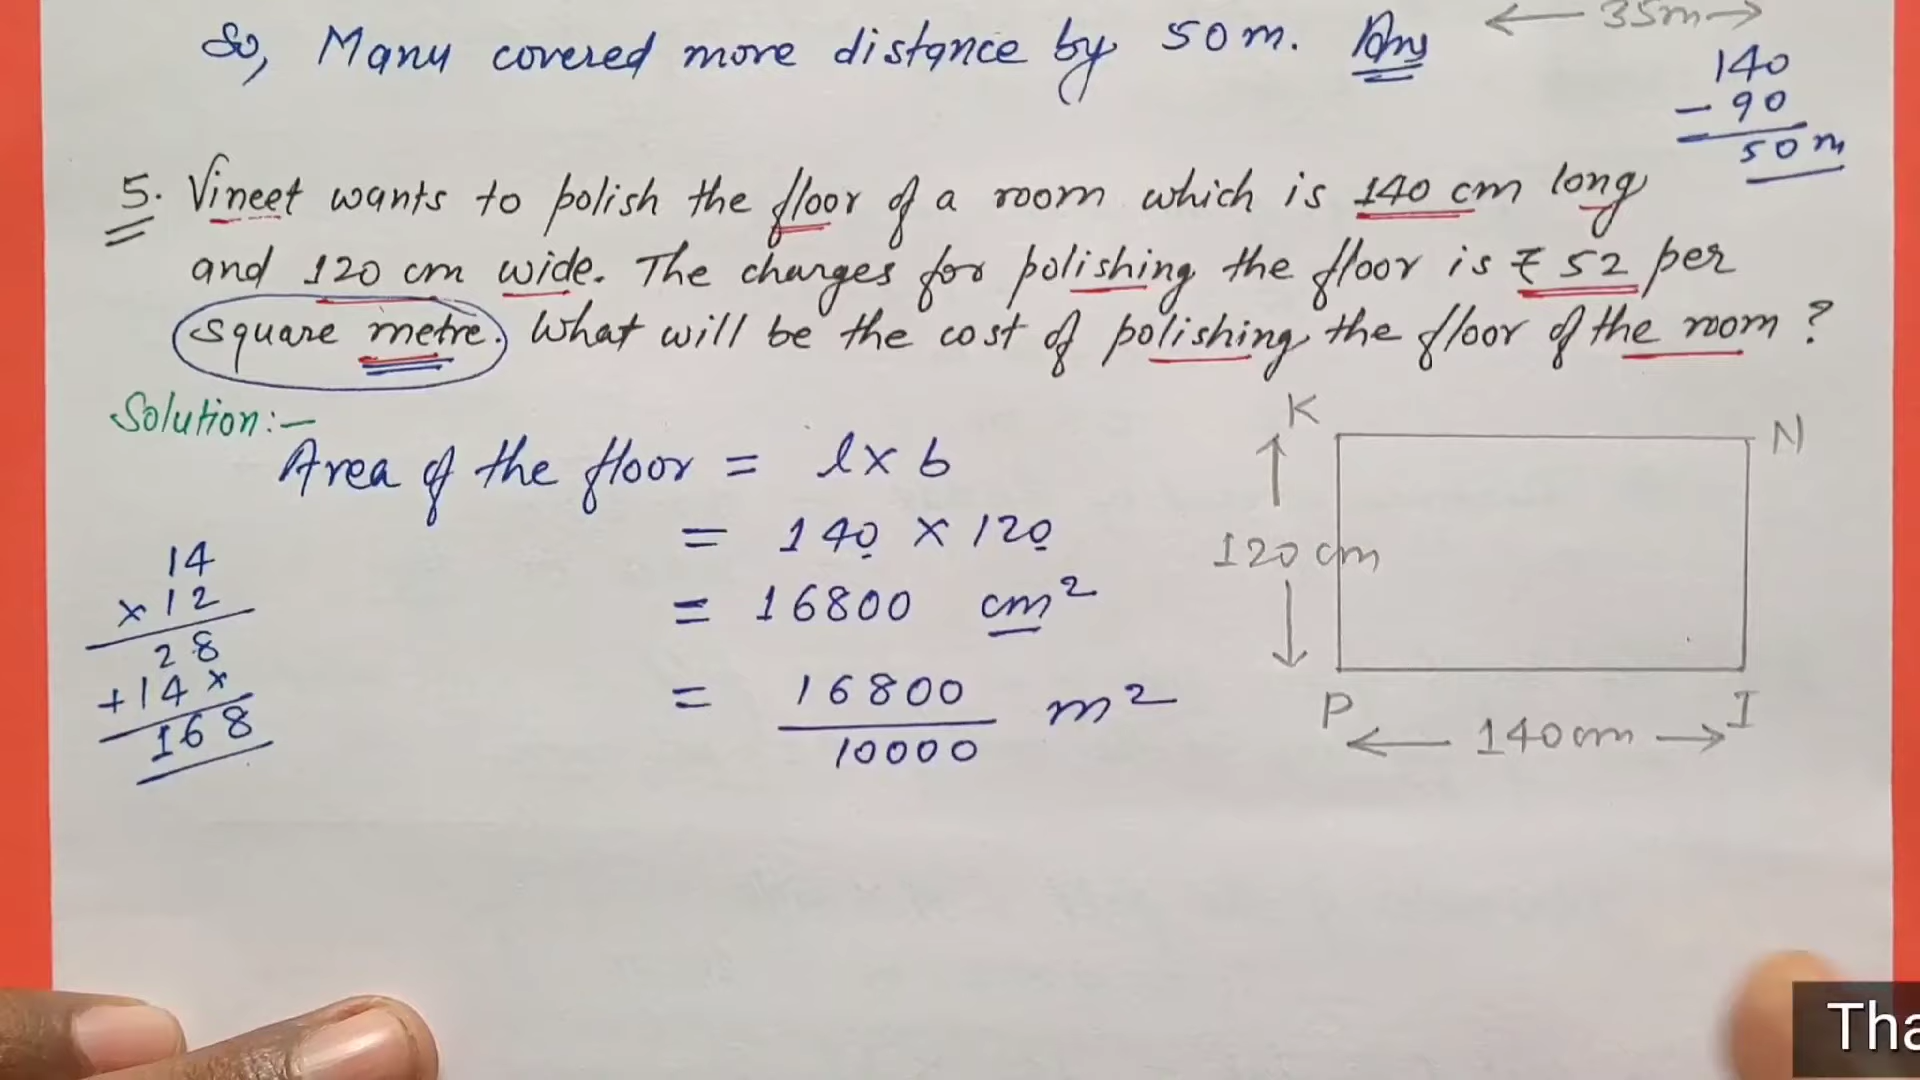 So, Manu covered more distance by 50 m. Ans
← 35m →
140
- 90
50 m
5. Vineet wants to polish the floor of a room which is 140 cm long
and 120 cm wide. The charges for polishing the floor is ₹ 52 per
square metre. What will be the cost of polishing the floor of the room ?
Solution:-
Area of the floor = l x b
= 140 x 120
= 16800 cm²
= 16800/10000 m²
14
x 12
28
+14 x
168
K
N
120 cm
P
I
← 140 cm →
Tha